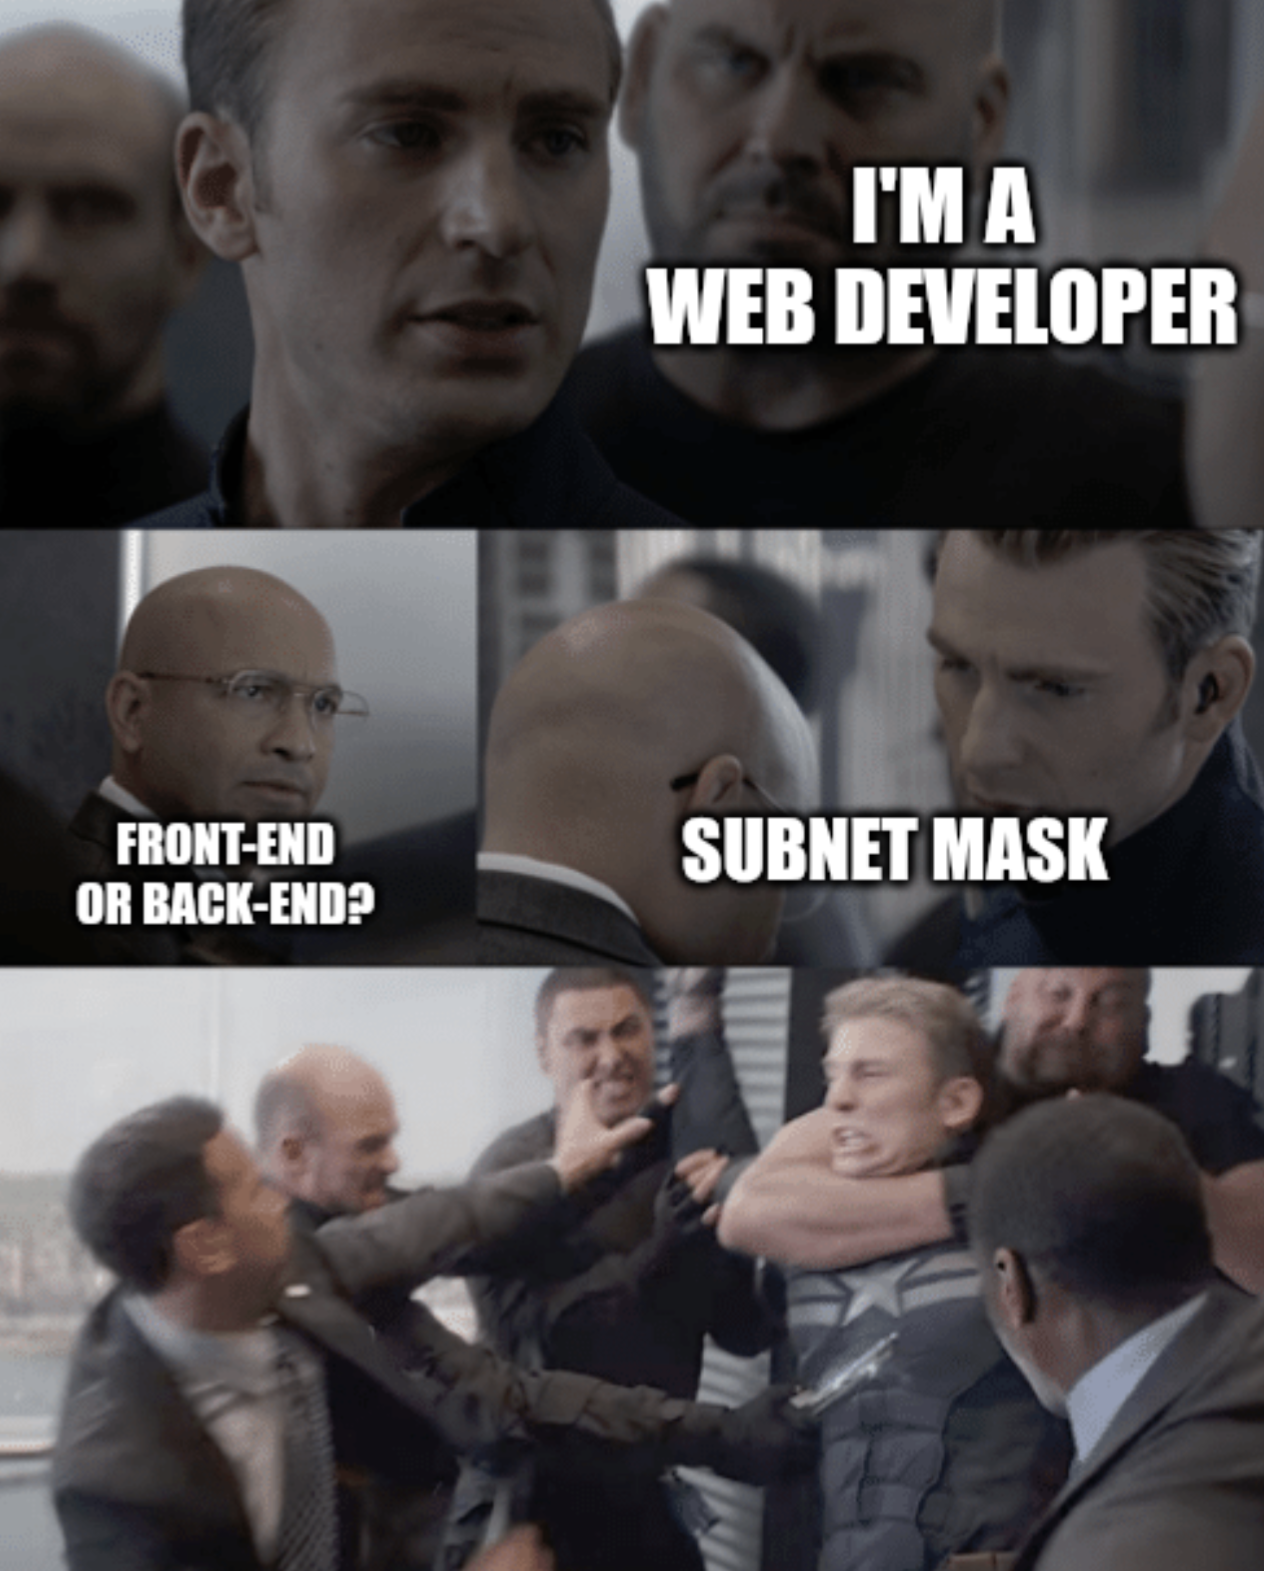 I'M A
WEB DEVELOPER
FRONT-END
OR BACK-END?
SUBNET MASK